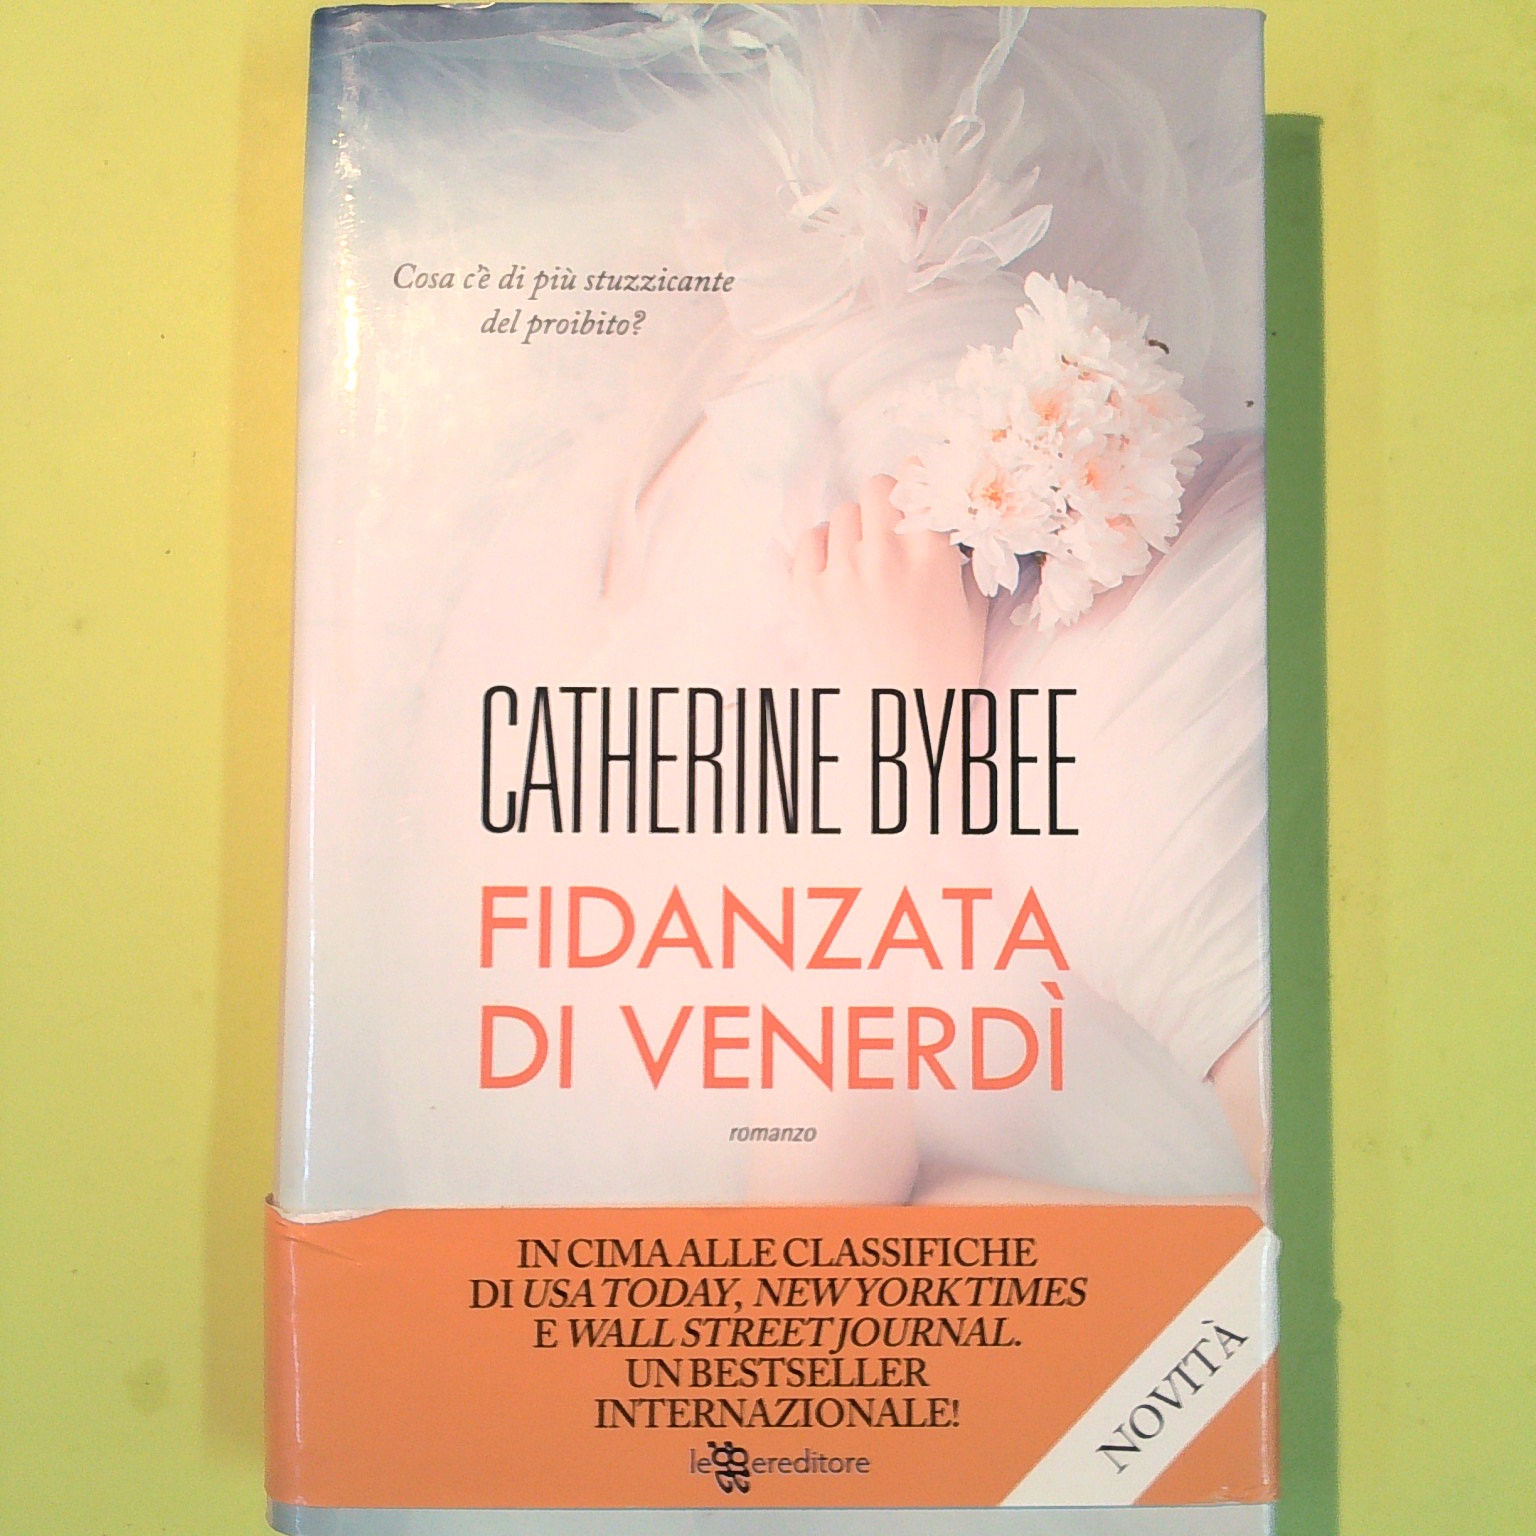 Cosa c'è di più stuzzicante
del proibito?
CATHERINE BYBEE
FIDANZATA
DI VENERDÌ
romanzo
IN CIMA ALLE CLASSIFICHE
DI USA TODAY, NEW YORK TIMES
E WALL STREET JOURNAL.
UN BESTSELLER
INTERNAZIONALE!
leggereditore
NOVITÀ